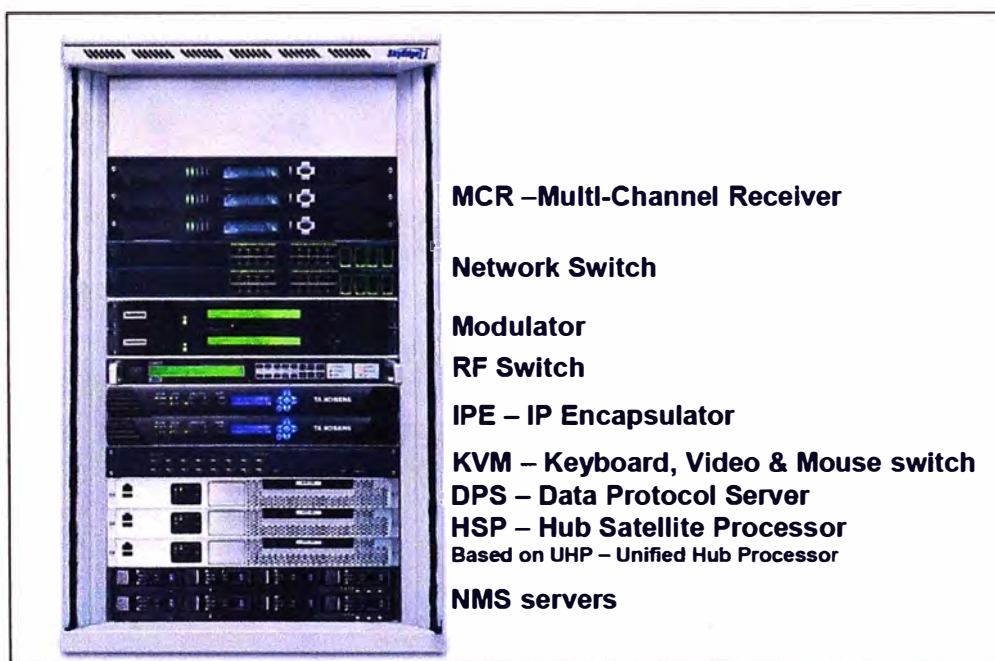 MCR –Multi-Channel Receiver
Network Switch
Modulator
RF Switch
IPE – IP Encapsulator
KVM – Keyboard, Video & Mouse switch
DPS – Data Protocol Server
HSP – Hub Satellite Processor
Based on UHP – Unified Hub Processor
NMS servers